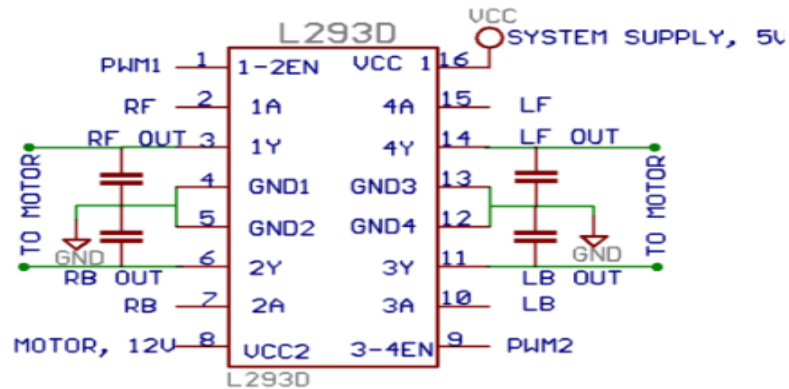 VCC
L293D
SYSTEM SUPPLY, 5V
PWM1 1 1-2EN VCC 1 16
RF 2 1A 4A 15 LF
RF OUT 3 1Y 4Y 14 LF OUT
4 GND1 GND3 13
5 GND2 GND4 12
GND GND
TO MOTOR
TO MOTOR
RB OUT 6 2Y 3Y 11 LB OUT
RB 7 2A 3A 10 LB
MOTOR, 12V 8 VCC2 3-4EN 9 PWM2
L293D